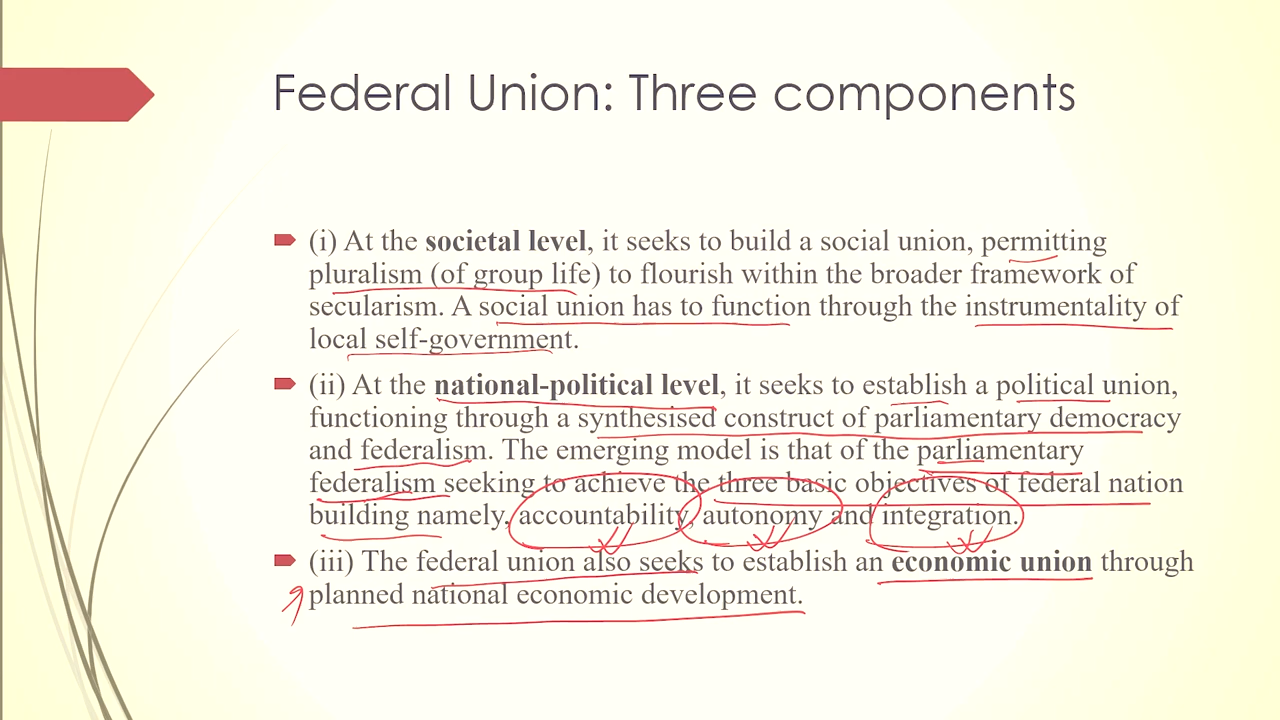 Federal Union: Three components
(i) At the societal level, it seeks to build a social union, permitting
pluralism (of group life) to flourish within the broader framework of
secularism. A social union has to function through the instrumentality of
local self-government.
(ii) At the national-political level, it seeks to establish a political union,
functioning through a synthesised construct of parliamentary democracy
and federalism. The emerging model is that of the parliamentary
federalism seeking to achieve the three basic objectives of federal nation
building namely, accountability, autonomy and integration.
(iii) The federal union also seeks to establish an economic union through
planned national economic development.